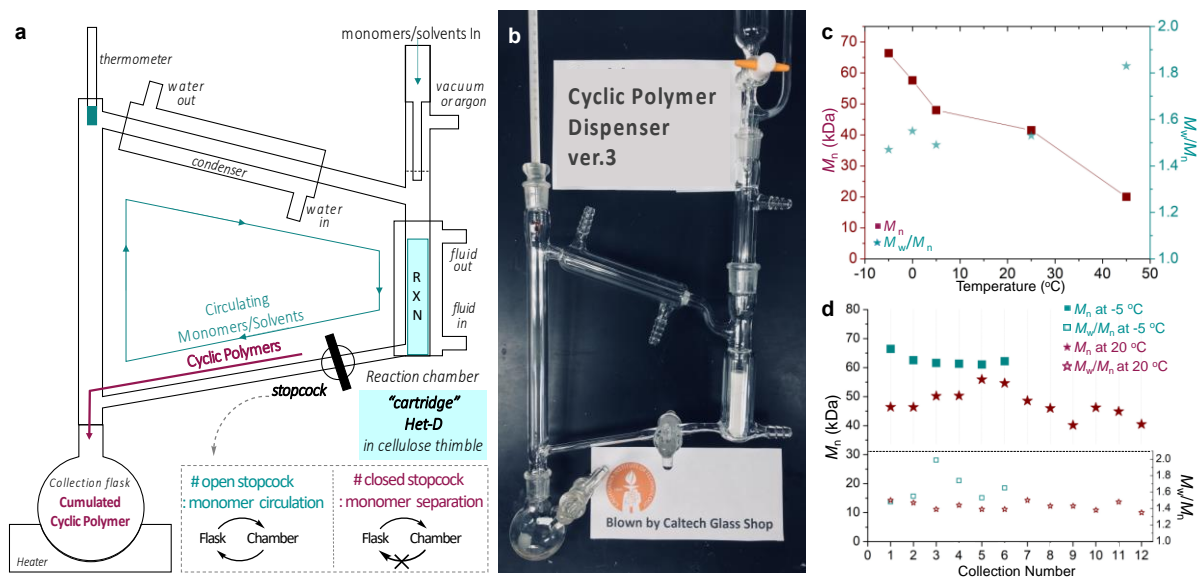 a
thermometer
water
out
condenser
water
in
monomers/solvents In
vacuum
or argon
R
X
N
fluid
out
fluid
in
Circulating
Monomers/Solvents
Cyclic Polymers
stopcock
Reaction chamber
"cartridge"
Het-D
in cellulose thimble
Collection flask
Cumulated
Cyclic Polymer
Heater
# open stopcock
: monomer circulation
Flask Chamber
# closed stopcock
: monomer separation
Flask Chamber
b
Cyclic Polymer
Dispenser
ver.3
Blown by Caltech Glass Shop
c
70
60
50
40
30
20
10
0
Mn (kDa)
2.0
1.8
1.6
1.4
1.2
1.0
Mw/Mn
Mn
Mw/Mn
-10 0 10 20 30 40 50
Temperature (°C)
d
Mn at -5 °C
Mw/Mn at -5 °C
Mn at 20 °C
Mw/Mn at 20 °C
80
70
60
50
40
30
20
10
0
Mn (kDa)
2.0
1.8
1.6
1.4
1.2
1.0
Mw/Mn
0 1 2 3 4 5 6 7 8 9 10 11 12
Collection Number